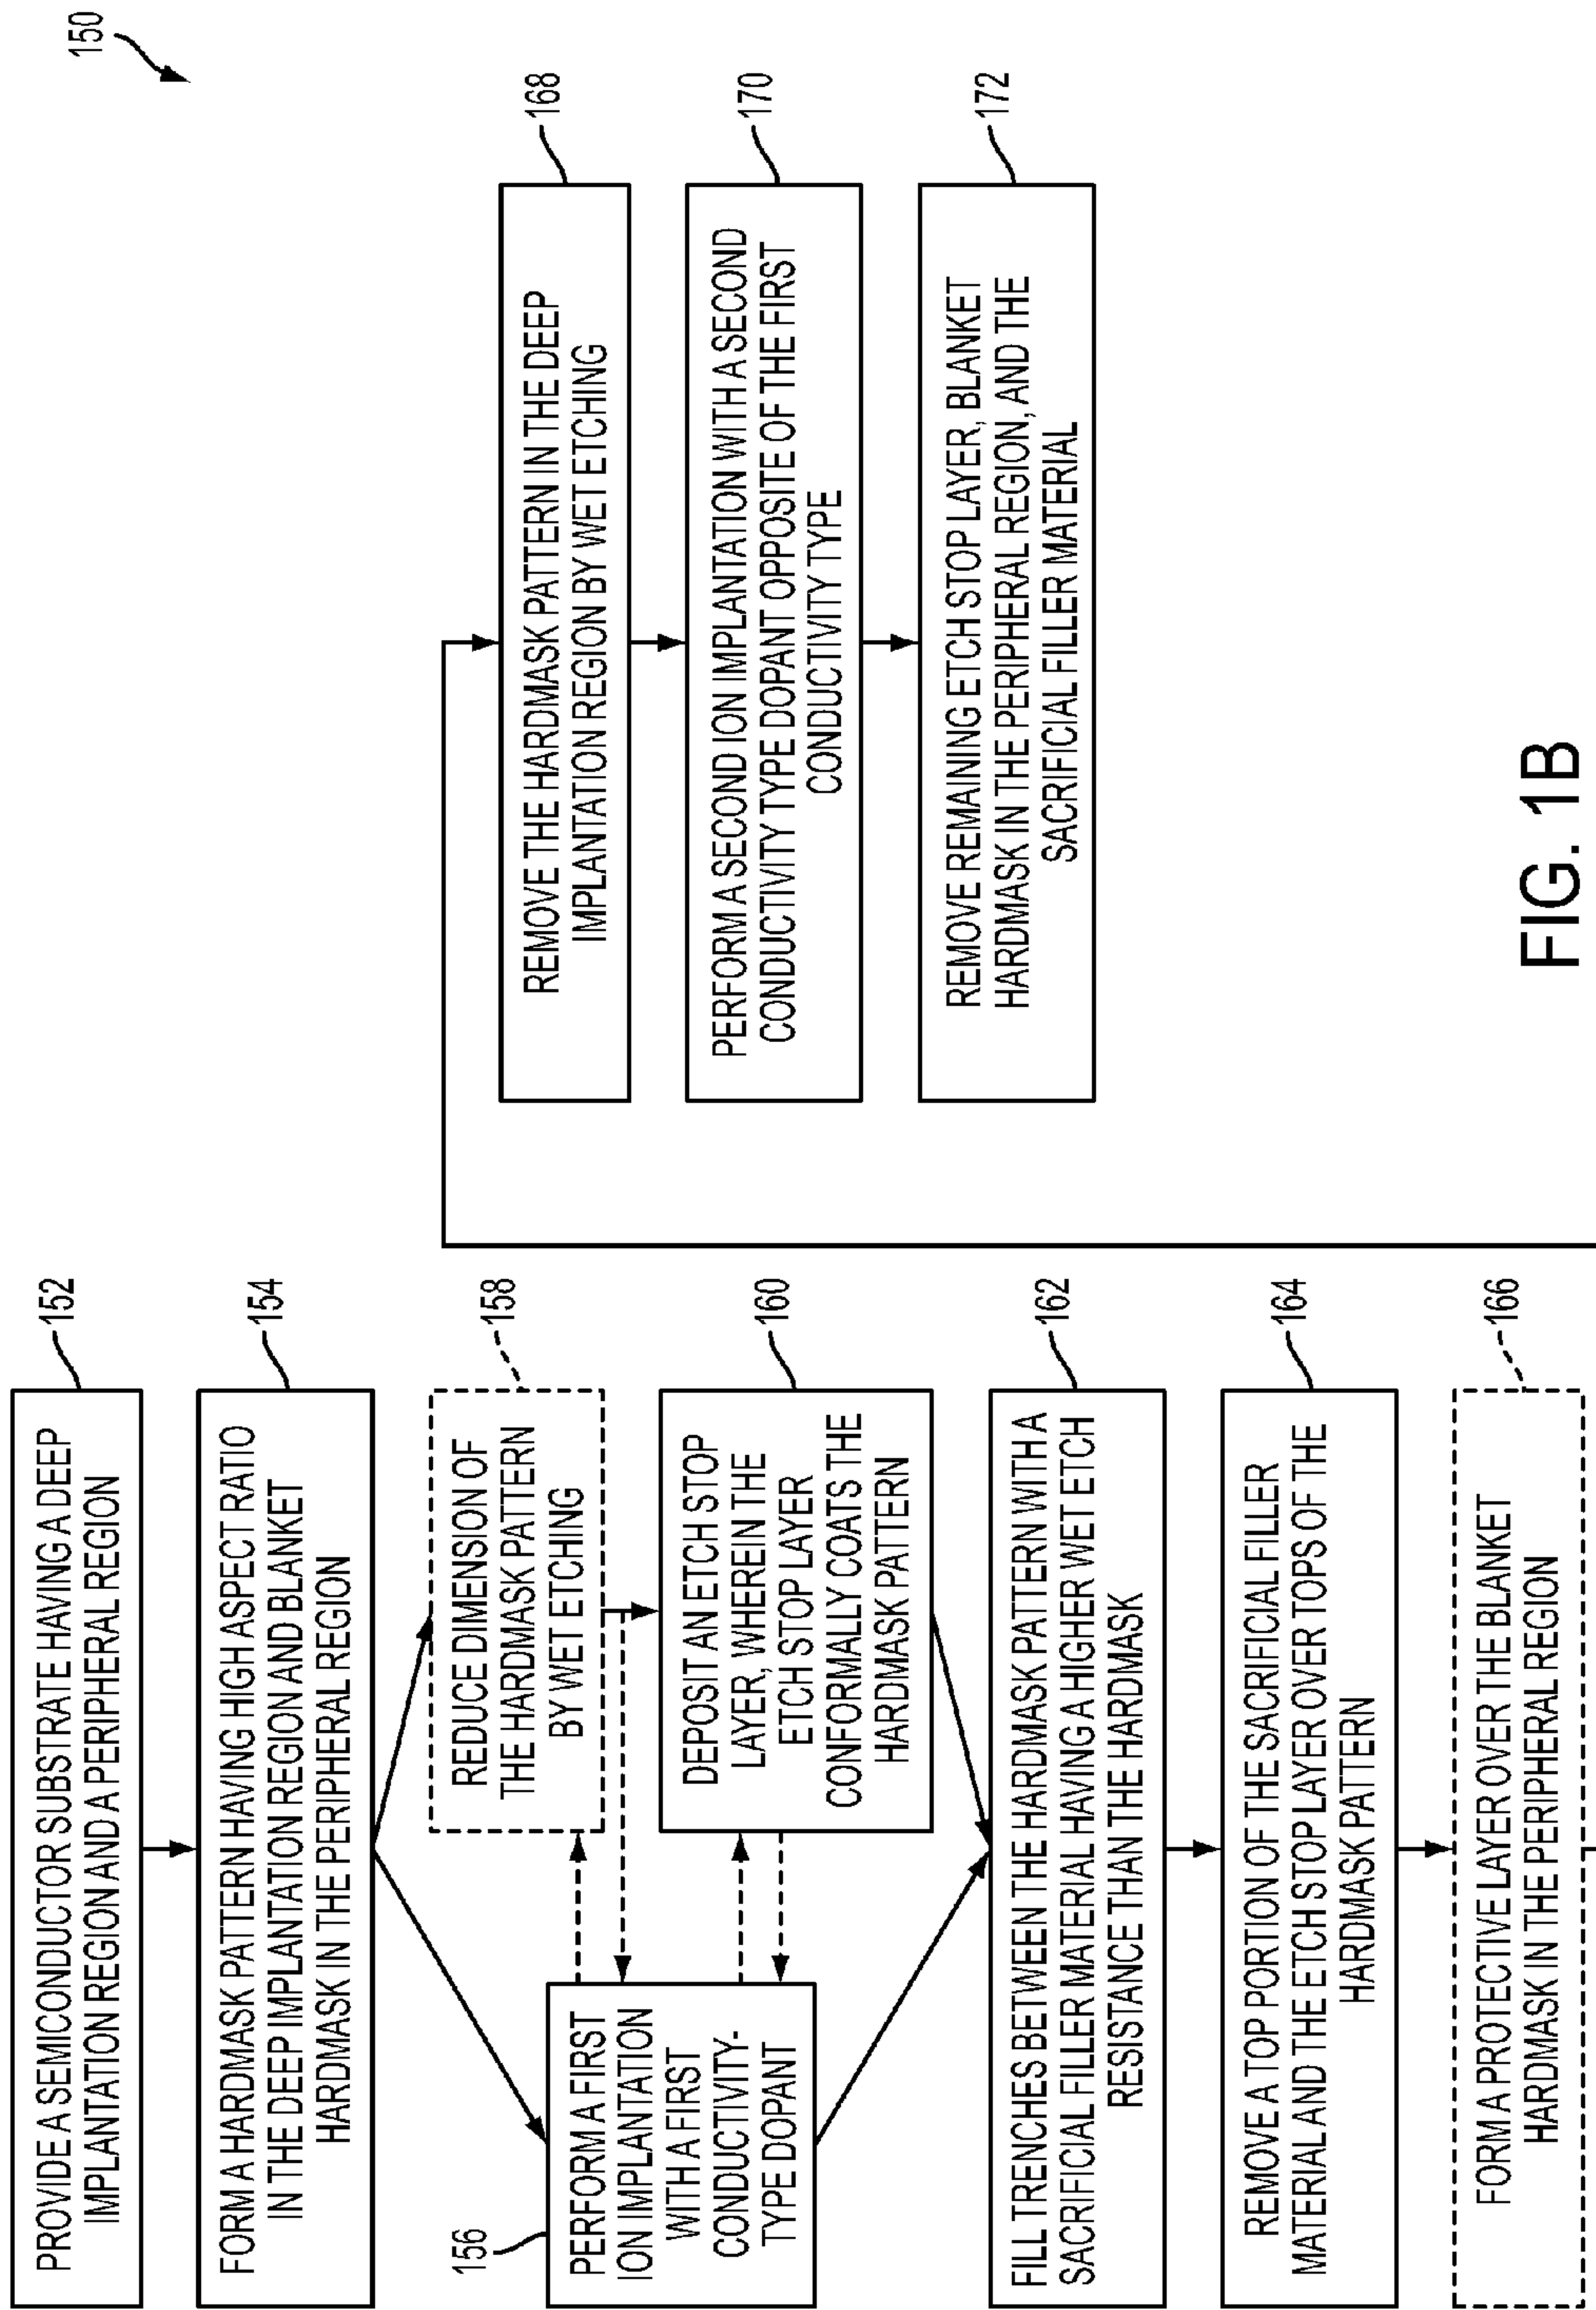 150
PROVIDE A SEMICONDUCTOR SUBSTRATE HAVING A DEEP
IMPLANTATION REGION AND A PERIPHERAL REGION
152
FORM A HARDMASK PATTERN HAVING HIGH ASPECT RATIO
IN THE DEEP IMPLANTATION REGION AND BLANKET
HARDMASK IN THE PERIPHERAL REGION
154
156
PERFORM A FIRST
ION IMPLANTATION
WITH A FIRST
CONDUCTIVITY-
TYPE DOPANT
REDUCE DIMENSION OF
THE HARDMASK PATTERN
BY WET ETCHING
158
DEPOSIT AN ETCH STOP
LAYER, WHEREIN THE
ETCH STOP LAYER
CONFORMALLY COATS THE
HARDMASK PATTERN
160
FILL TRENCHES BETWEEN THE HARDMASK PATTERN WITH A
SACRIFICIAL FILLER MATERIAL HAVING A HIGHER WET ETCH
RESISTANCE THAN THE HARDMASK
162
REMOVE A TOP PORTION OF THE SACRIFICIAL FILLER
MATERIAL AND THE ETCH STOP LAYER OVER TOPS OF THE
HARDMASK PATTERN
164
FORM A PROTECTIVE LAYER OVER THE BLANKET
HARDMASK IN THE PERIPHERAL REGION
166
REMOVE THE HARDMASK PATTERN IN THE DEEP
IMPLANTATION REGION BY WET ETCHING
168
PERFORM A SECOND ION IMPLANTATION WITH A SECOND
CONDUCTIVITY TYPE DOPANT OPPOSITE OF THE FIRST
CONDUCTIVITY TYPE
170
REMOVE REMAINING ETCH STOP LAYER, BLANKET
HARDMASK IN THE PERIPHERAL REGION, AND THE
SACRIFICIAL FILLER MATERIAL
172
FIG. 1B